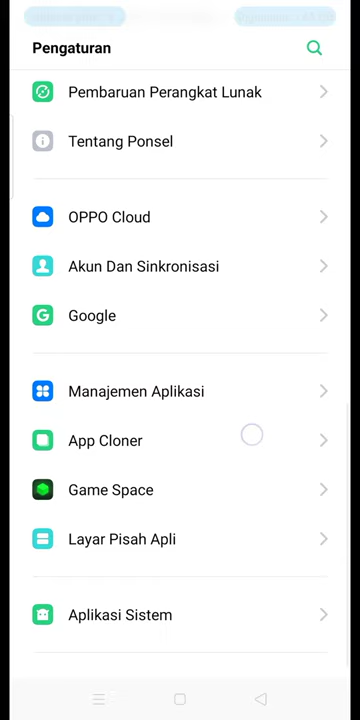 Pengaturan
Pembaruan Perangkat Lunak
Tentang Ponsel
OPPO Cloud
Akun Dan Sinkronisasi
Google
Manajemen Aplikasi
App Cloner
Game Space
Layar Pisah Apli
Aplikasi Sistem